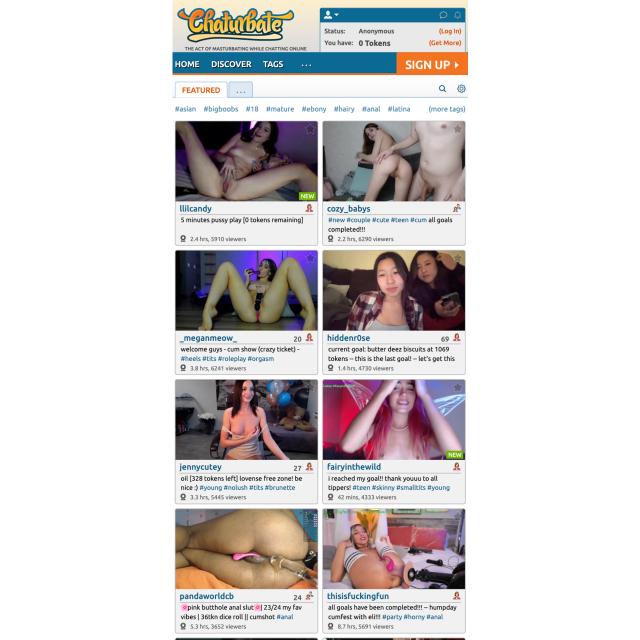 Chaturbate
THE ACT OF MASTURBATING WHILE CHATTING ONLINE
Status: Anonymous (Log In)
You have: 0 Tokens (Get More)
HOME DISCOVER TAGS ... SIGN UP
FEATURED ...
#asian #bigboobs #18 #mature #ebony #hairy #anal #latina (more tags)
NEW
llilcandy
5 minutes pussy play [0 tokens remaining]
2.4 hrs, 5910 viewers
cozy_babys
#new #couple #cute #teen #cum all goals
completed!!!
2.2 hrs, 6290 viewers
_meganmeow_ 20
welcome guys - cum show (crazy ticket) -
#heels #tits #roleplay #orgasm
3.8 hrs, 6241 viewers
hiddenr0se 69
current goal: butter deez biscuits at 1069
tokens -- this is the last goal! -- let's get this
1.4 hrs, 4730 viewers
jennycutey 27
oil [328 tokens left] lovense free zone! be
nice :) #young #nolush #tits #brunette
3.3 hrs, 5445 viewers
NEW
fairyinthewild
i reached my goal!! thank youuu to all
tippers! #teen #skinny #smalltits #young
42 mins, 4333 viewers
pandaworldcb 24
🌸pink butthole anal slut🌸| 23/24 my fav
vibes | 36tkn dice roll || cumshot #anal
5.3 hrs, 3652 viewers
thisisfuckingfun
all goals have been completed!!! -- humpday
cumfest with eli!!! #party #horny #anal
8.7 hrs, 5691 viewers